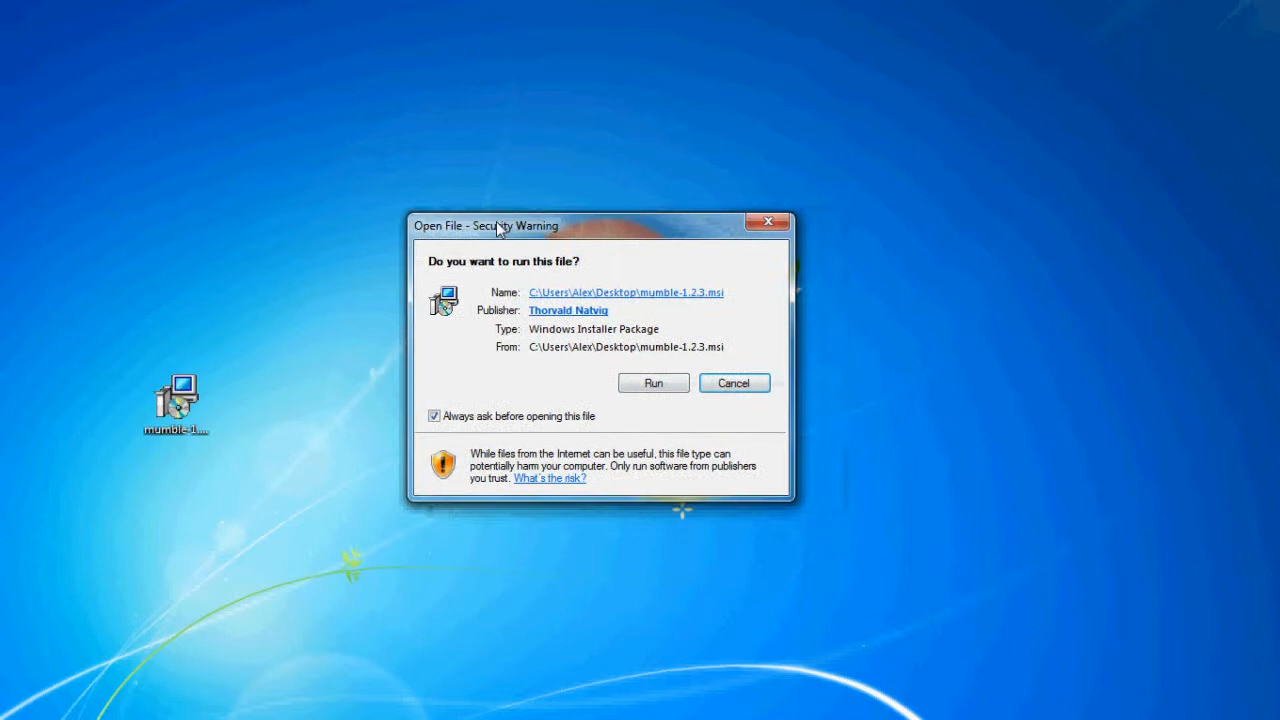 Open File - Security Warning
Do you want to run this file?
Name: C:\Users\Alex\Desktop\mumble-1.2.3.msi
Publisher: Thorvald Natvig
Type: Windows Installer Package
From: C:\Users\Alex\Desktop\mumble-1.2.3.msi
Run Cancel
Always ask before opening this file
While files from the Internet can be useful, this file type can
potentially harm your computer. Only run software from publishers
you trust. What's the risk?
mumble-1....